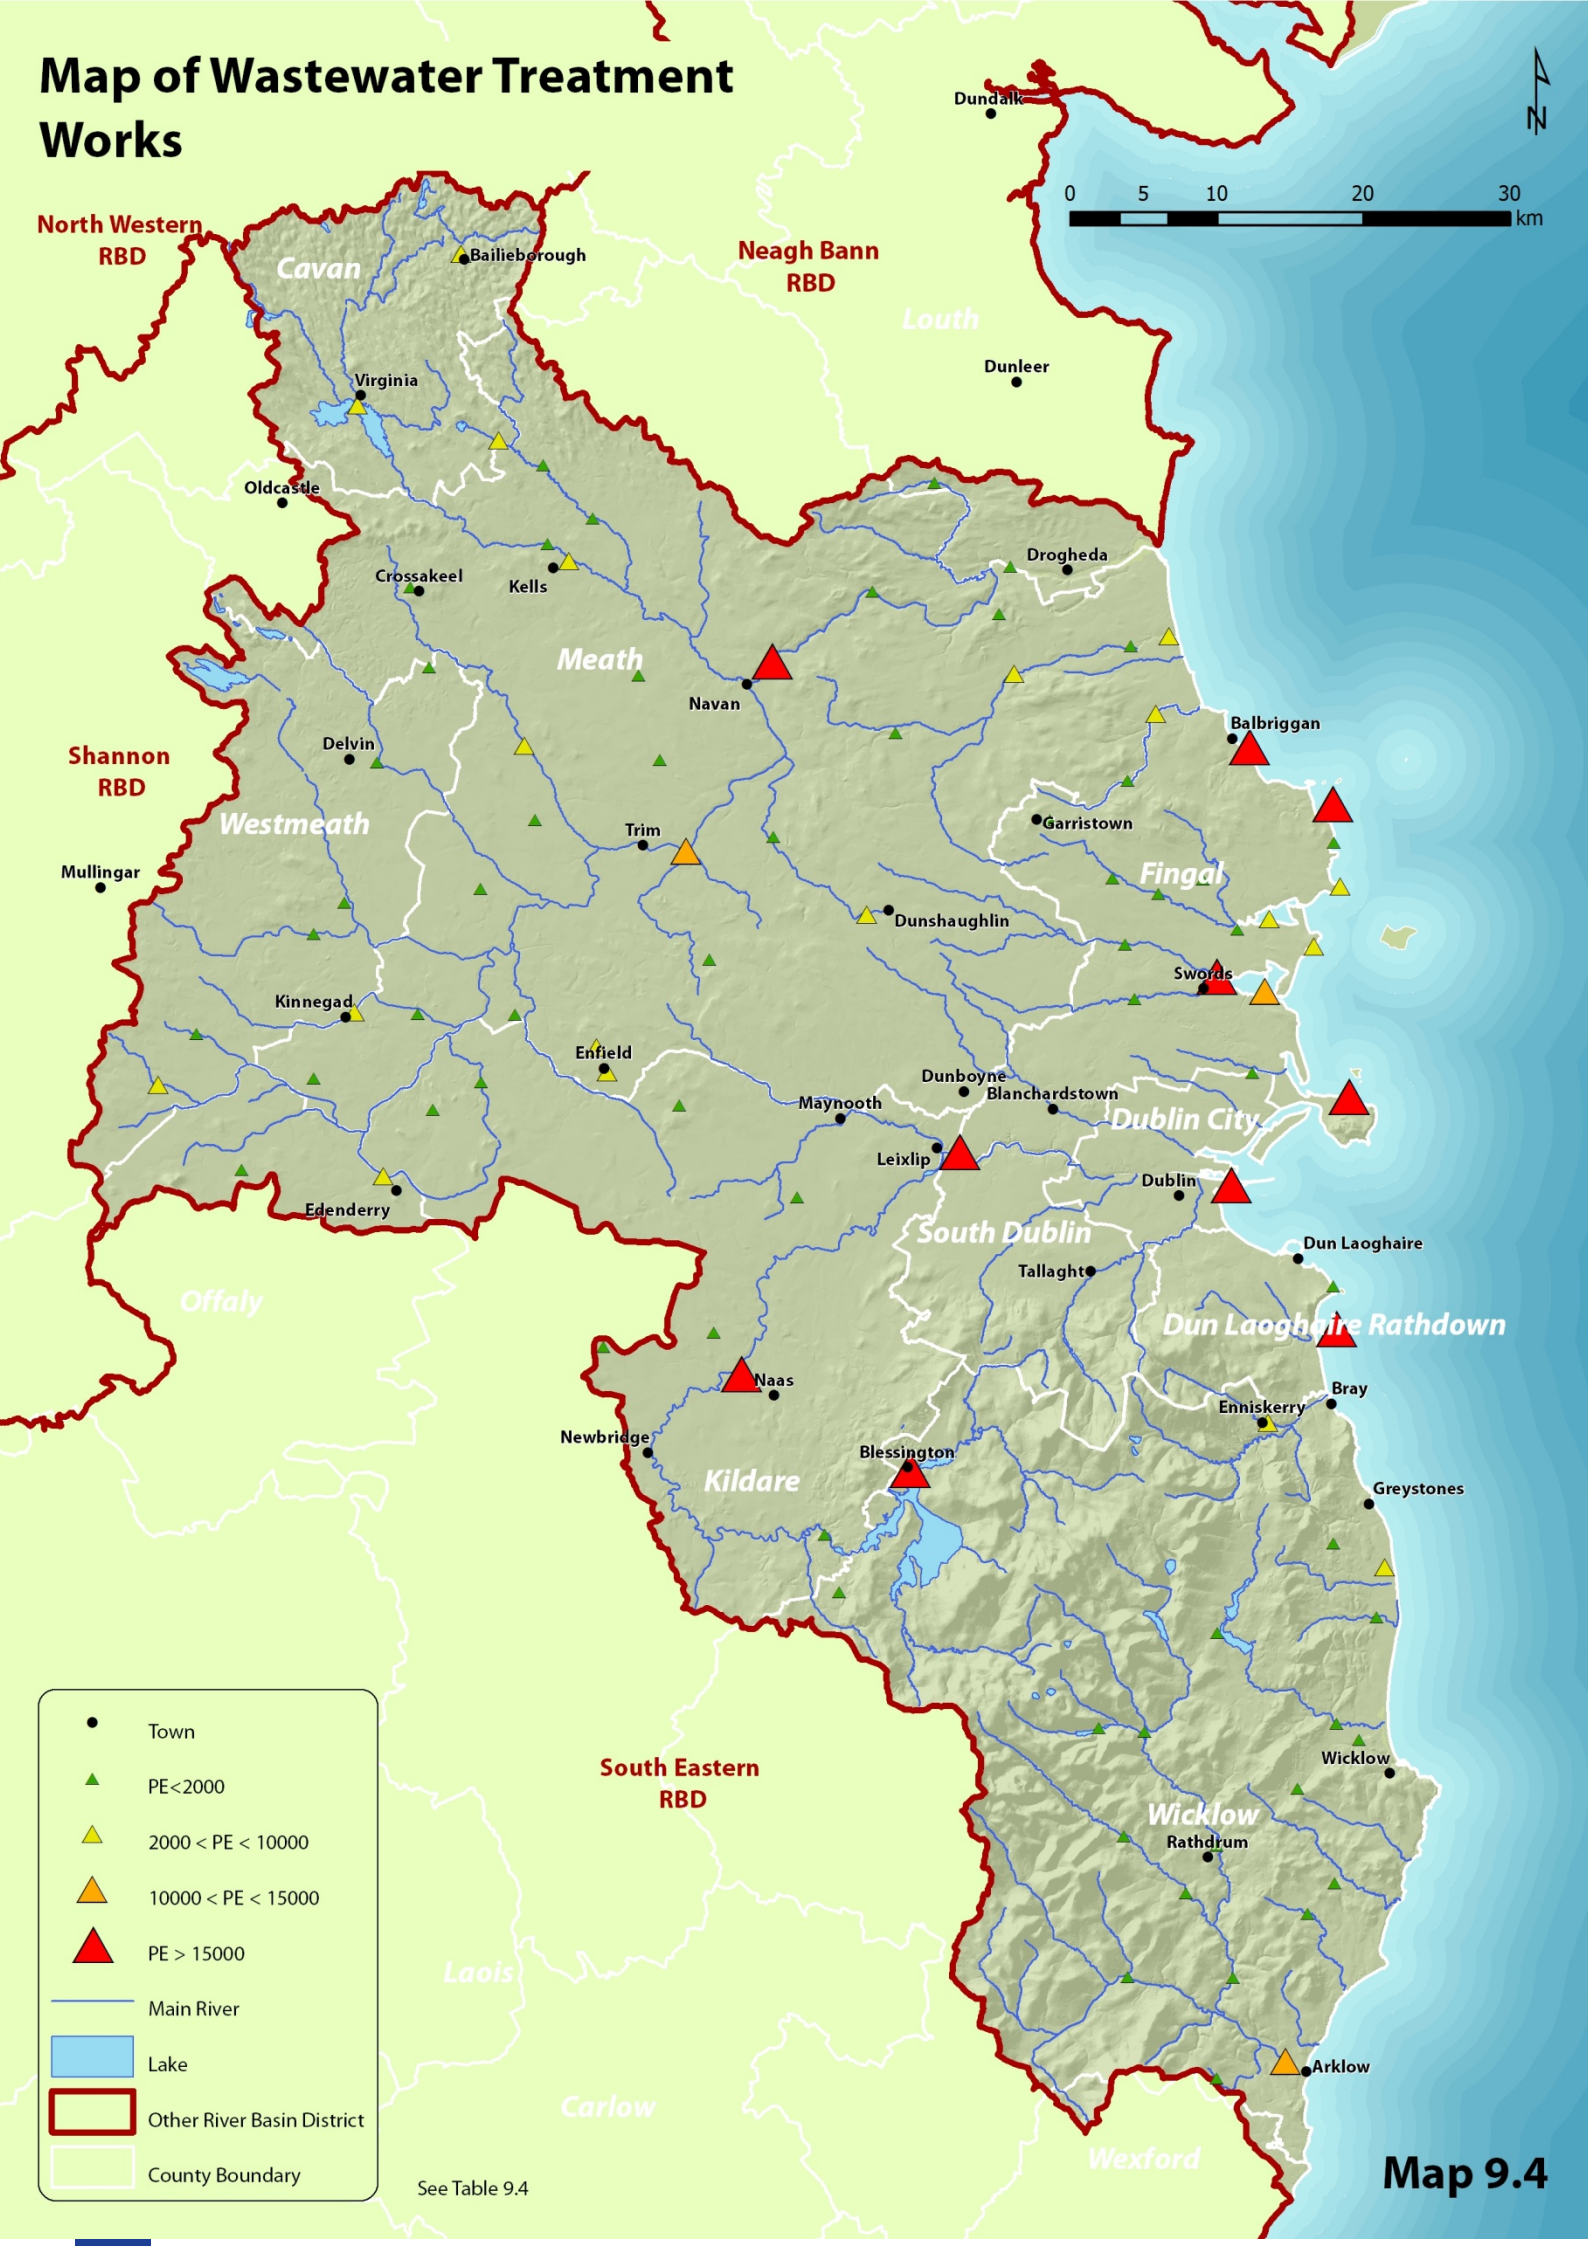 Map of Wastewater Treatment
Works
N
0 5 10 20 30
km
Dundalk
North Western
RBD
Neagh Bann
RBD
Cavan
Bailieborough
Louth
Dunleer
Virginia
Oldcastle
Drogheda
Crossakeel
Kells
Meath
Navan
Balbriggan
Delvin
Shannon
RBD
Westmeath
Trim
Garristown
Fingal
Mullingar
Dunshaughlin
Swords
Kinnegad
Enfield
Dunboyne
Blanchardstown
Maynooth
Dublin City
Leixlip
Dublin
Edenderry
South Dublin
Dun Laoghaire
Tallaght
Offaly
Dun Laoghaire Rathdown
Naas
Bray
Enniskerry
Newbridge
Blessington
Kildare
Greystones
Wicklow
South Eastern
RBD
Wicklow
Rathdrum
Laois
Arklow
Carlow
Wexford
Town
PE<2000
2000 < PE < 10000
10000 < PE < 15000
PE > 15000
Main River
Lake
Other River Basin District
County Boundary
See Table 9.4
Map 9.4